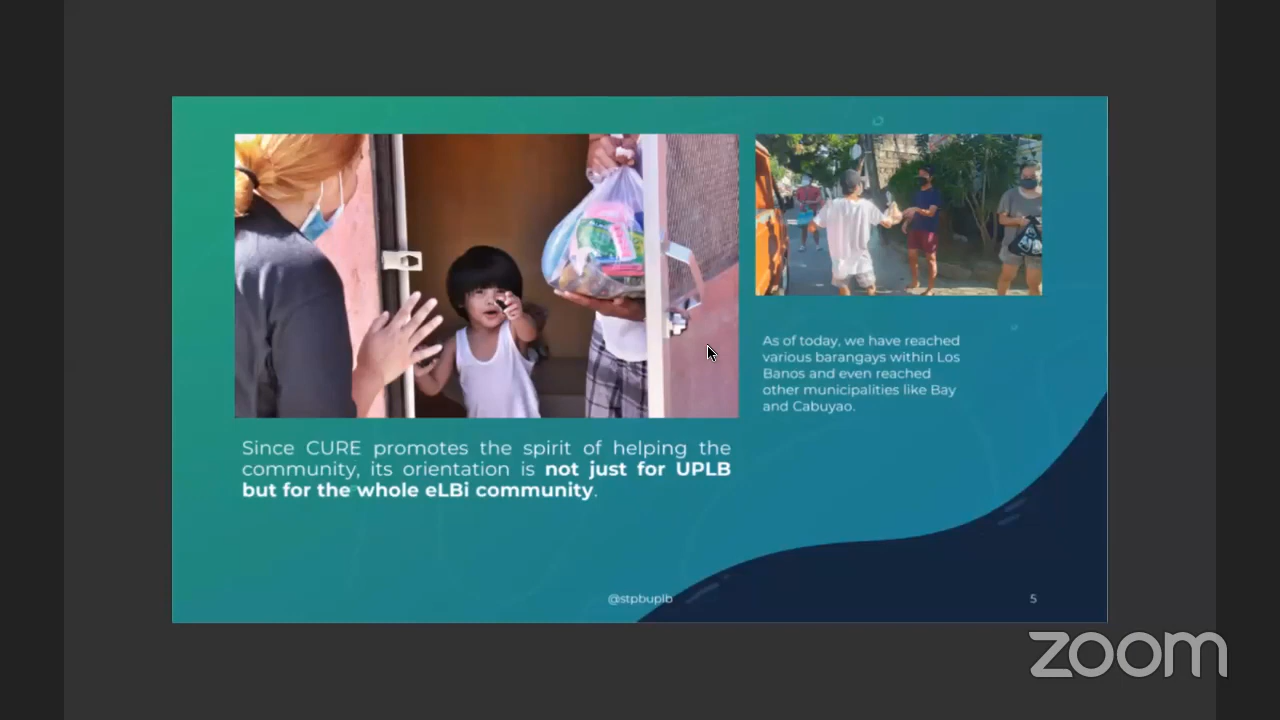 Since CURE promotes the spirit of helping the
community, its orientation is not just for UPLB
but for the whole eLBi community.
As of today, we have reached
various barangays within Los
Banos and even reached
other municipalities like Bay
and Cabuyao.
@stpbuplb
5
zoom